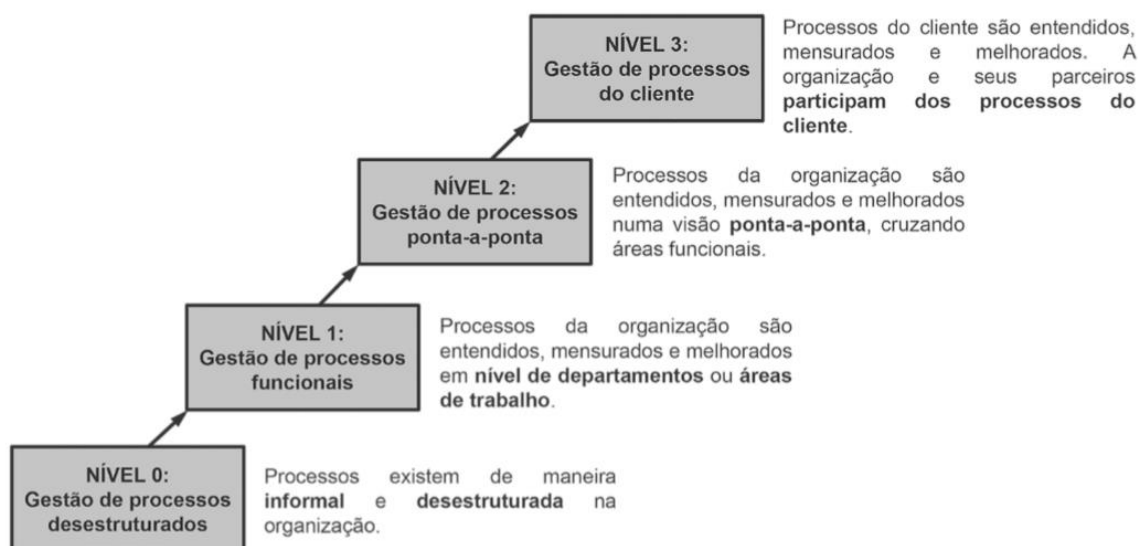 NÍVEL 3:
Gestão de processos
do cliente
Processos do cliente são entendidos,
mensurados e melhorados. A
organização e seus parceiros
participam dos processos do
cliente.
NÍVEL 2:
Gestão de processos
ponta-a-ponta
Processos da organização são
entendidos, mensurados e melhorados
numa visão ponta-a-ponta, cruzando
áreas funcionais.
NÍVEL 1:
Gestão de processos
funcionais
Processos da organização são
entendidos, mensurados e melhorados
em nível de departamentos ou áreas
de trabalho.
NÍVEL 0:
Gestão de processos
desestruturados
Processos existem de maneira
informal e desestruturada na
organização.